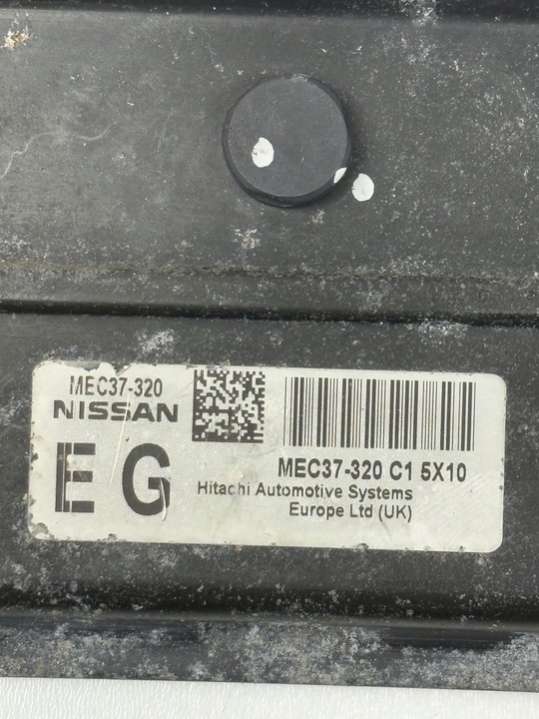 MEC37-320
NISSAN
E G
MEC37-320 C1 5X10
Hitachi Automotive Systems
Europe Ltd (UK)